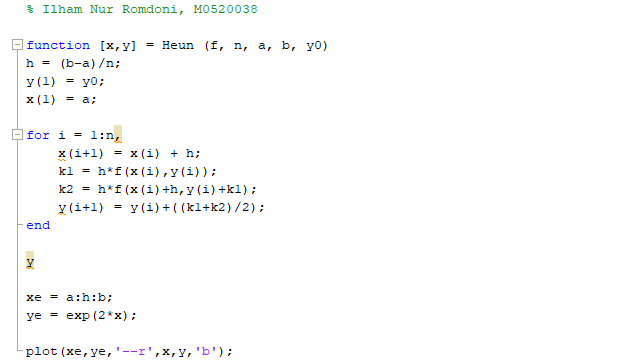 % Ilham Nur Romdoni, M0520038
function [x,y] = Heun (f, n, a, b, y0)
h = (b-a)/n;
y(1) = y0;
x(1) = a;
for i = 1:n,
x(i+1) = x(i) + h;
k1 = h*f(x(i),y(i));
k2 = h*f(x(i)+h,y(i)+k1);
y(i+1) = y(i)+((k1+k2)/2);
end
y
xe = a:h:b;
ye = exp(2*x);
plot(xe,ye,'--r',x,y,'b');